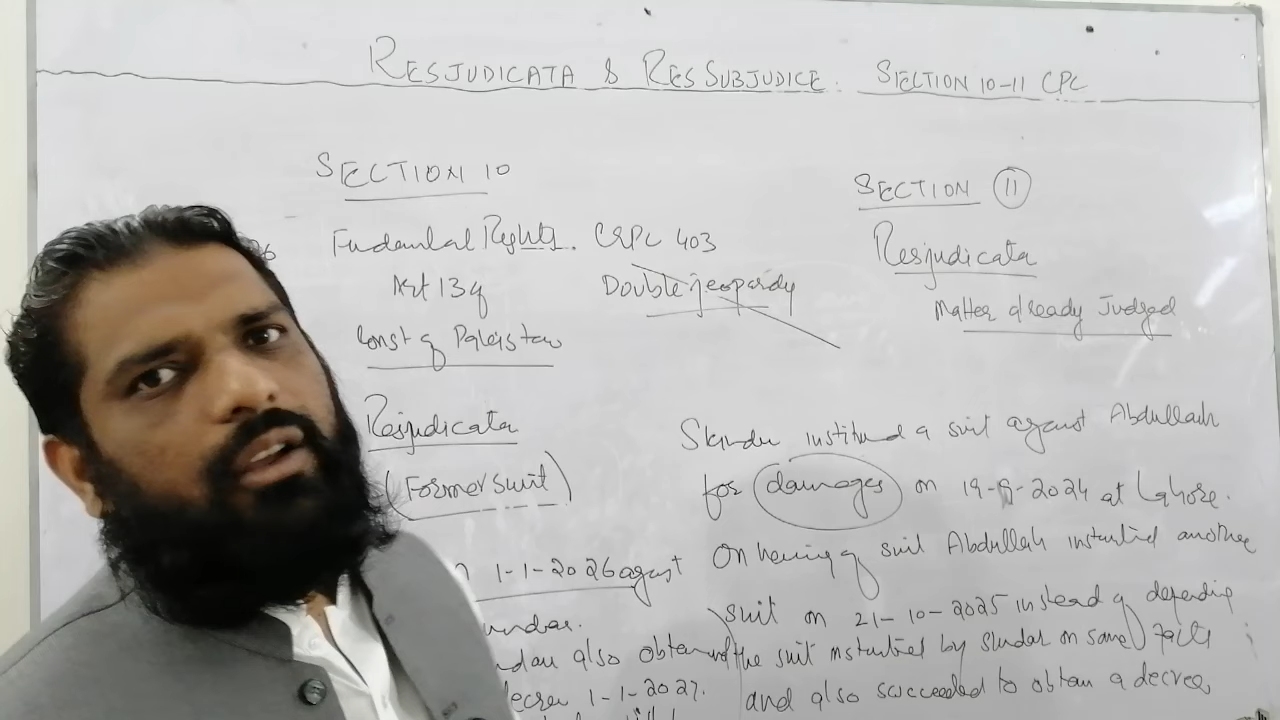 RESJUDICATA & RES SUBJUDICE. SECTION 10-11 CPC
SECTION 10
Fundamental Rights. CRPC 403
Art 13 of
Double jeopardy
Const of Pakistan
Resjudicata
(Former Suit)
1-1-2026 against
also obtained
decree 1-1-2027.
SECTION 11
Resjudicata
Matter already Judged
instituted a suit against Abdullah
for damages on 19-9-2024 at Lahore.
On hearing of suit Abdullah instituted another
suit on 21-10-2025 instead of defending
the suit instituted by on same facts
and also succeeded to obtain a decree